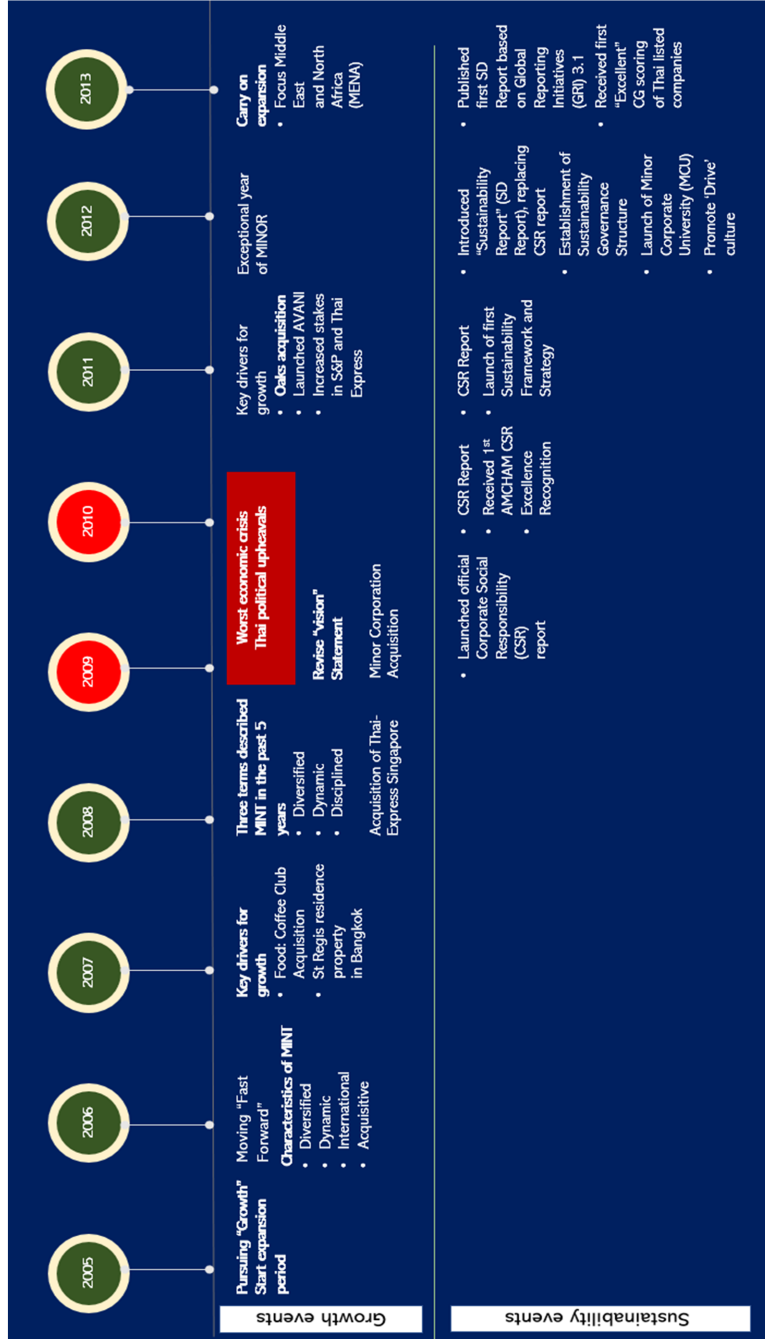 2005
2006
2007
2008
2009
2010
2011
2012
2013
Growth events
Pursuing “Growth”
Start expansion
period
Moving “Fast
Forward”
Characteristics of MINT
• Diversified
• Dynamic
• International
• Acquisitive
Key drivers for
growth
• Food: Coffee Club
Acquisition
• St Regis residence
property
in Bangkok
Three terms described
MINT in the past 5
years
• Diversified
• Dynamic
• Disciplined
Acquisition of Thai-
Express Singapore
Worst economic crisis
Thai political upheavals
Revise “vision”
Statement
Minor Corporation
Acquisition
Key drivers for
growth
• Oaks acquisition
• Launched AVANI
• Increased stakes
in S&P and Thai
Express
Exceptional year
of MINOR
Carry on
expansion
• Focus Middle
East
and North
Africa
(MENA)
Sustainability events
• Launched official
Corporate Social
Responsibility
(CSR)
report
• CSR Report
• Received 1st
AMCHAM CSR
• Excellence
Recognition
• CSR Report
• Launch of first
Sustainability
Framework and
Strategy
• Introduced
“Sustainability
Report” (SD
Report), replacing
CSR report
• Establishment of
Sustainability
Governance
Structure
• Launch of Minor
Corporate
University (MCU)
• Promote ‘Drive’
culture
• Published
first SD
Report based
on Global
Reporting
Initiatives
(GRI) 3.1
• Received first
“Excellent”
CG scoring
of Thai listed
companies